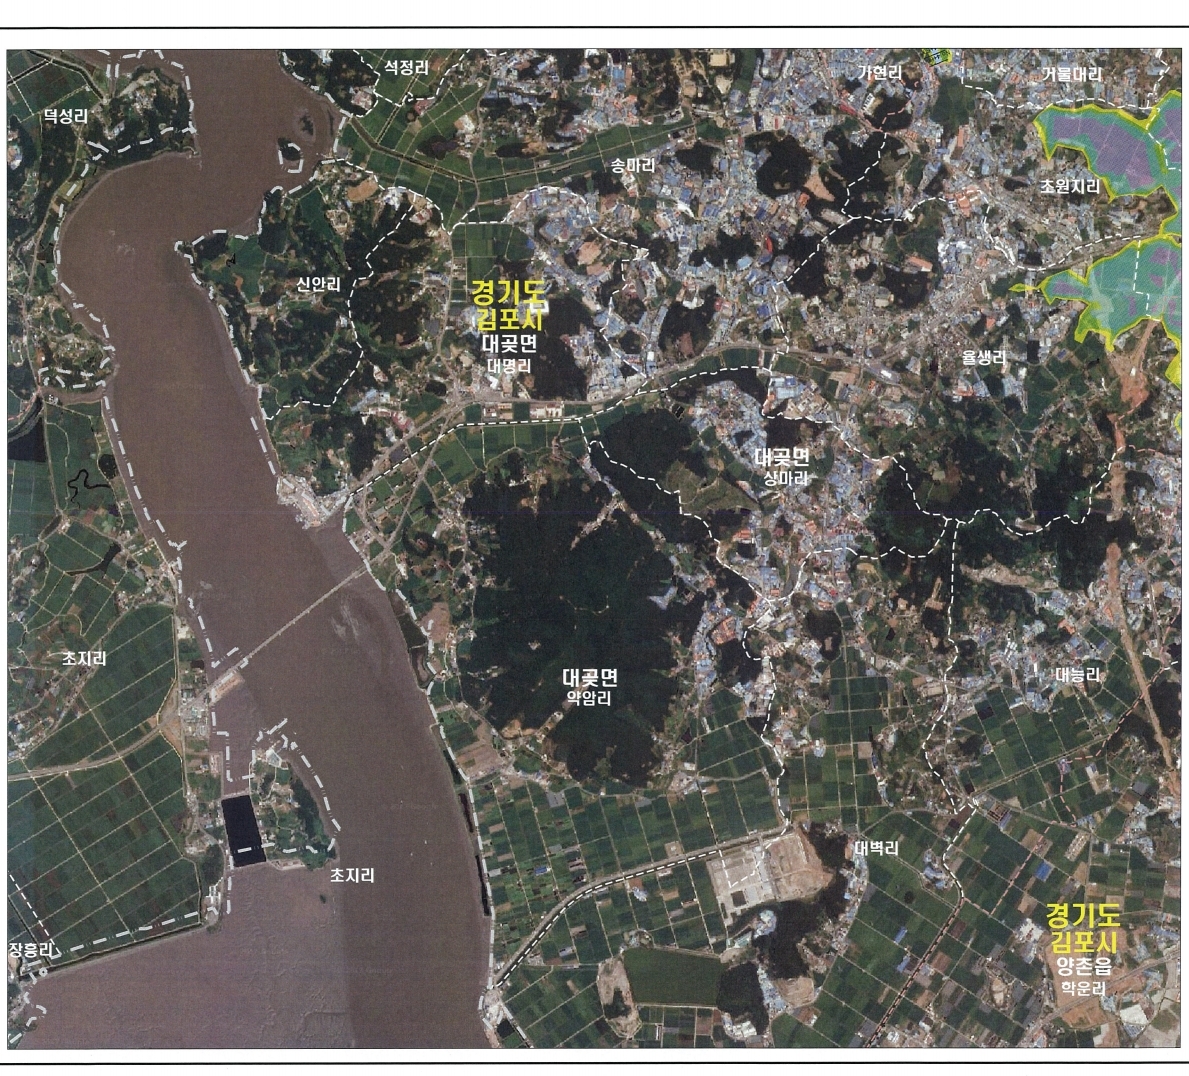 석정리
가현리
거물대리
덕성리
송마리
초원지리
신안리
경기도
김포시
대곶면
대명리
율생리
대곶면
상마리
초지리
대곶면
약암리
대능리
대벽리
초지리
경기도
김포시
양촌읍
학운리
장흥리